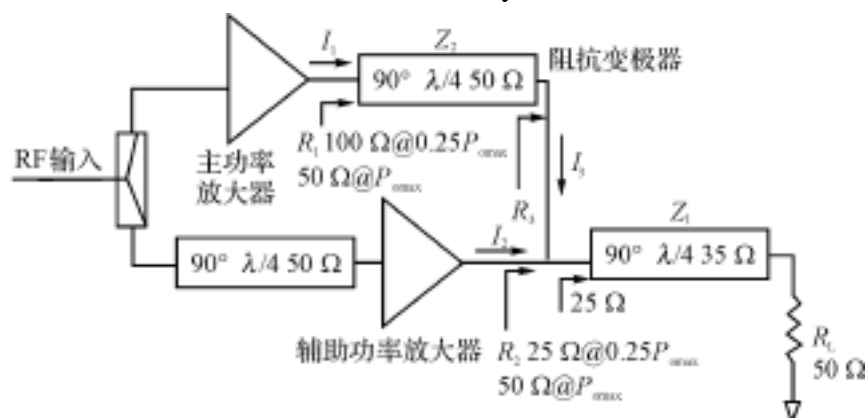 I₁
Z₂
90° λ/4 50 Ω
阻抗变极器
RF输入
主功率
放大器
R₁ 100 Ω@0.25Pomax
50 Ω@Pomax
R₃
I₃
I₂
Z₁
90° λ/4 50 Ω
90° λ/4 35 Ω
25 Ω
辅助功率放大器
R₂ 25 Ω@0.25Pomax
50 Ω@Pomax
R_L
50 Ω